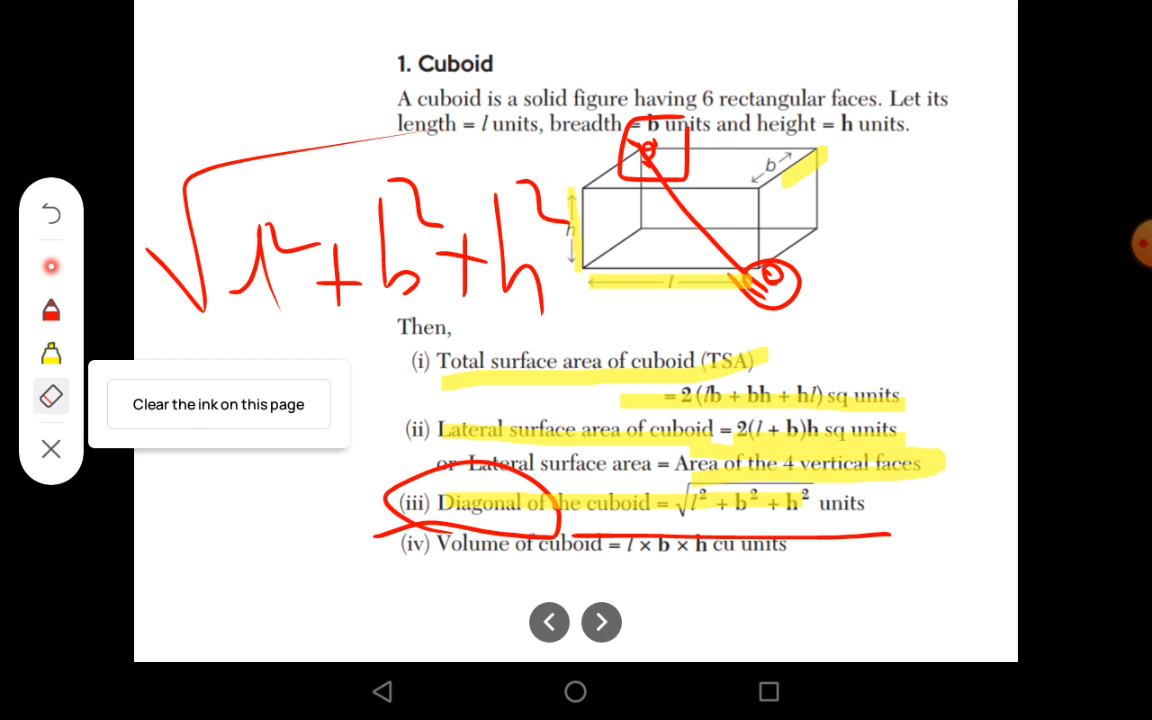 1. Cuboid
A cuboid is a solid figure having 6 rectangular faces. Let its
length = l units, breadth = b units and height = h units.
b
h
l
√l² + b² + h²
Then,
(i) Total surface area of cuboid (TSA)
= 2(lb + bh + hl) sq units
(ii) Lateral surface area of cuboid = 2(l + b)h sq units
or Lateral surface area = Area of the 4 vertical faces
(iii) Diagonal of the cuboid = √l² + b² + h² units
(iv) Volume of cuboid = l × b × h cu units
Clear the ink on this page